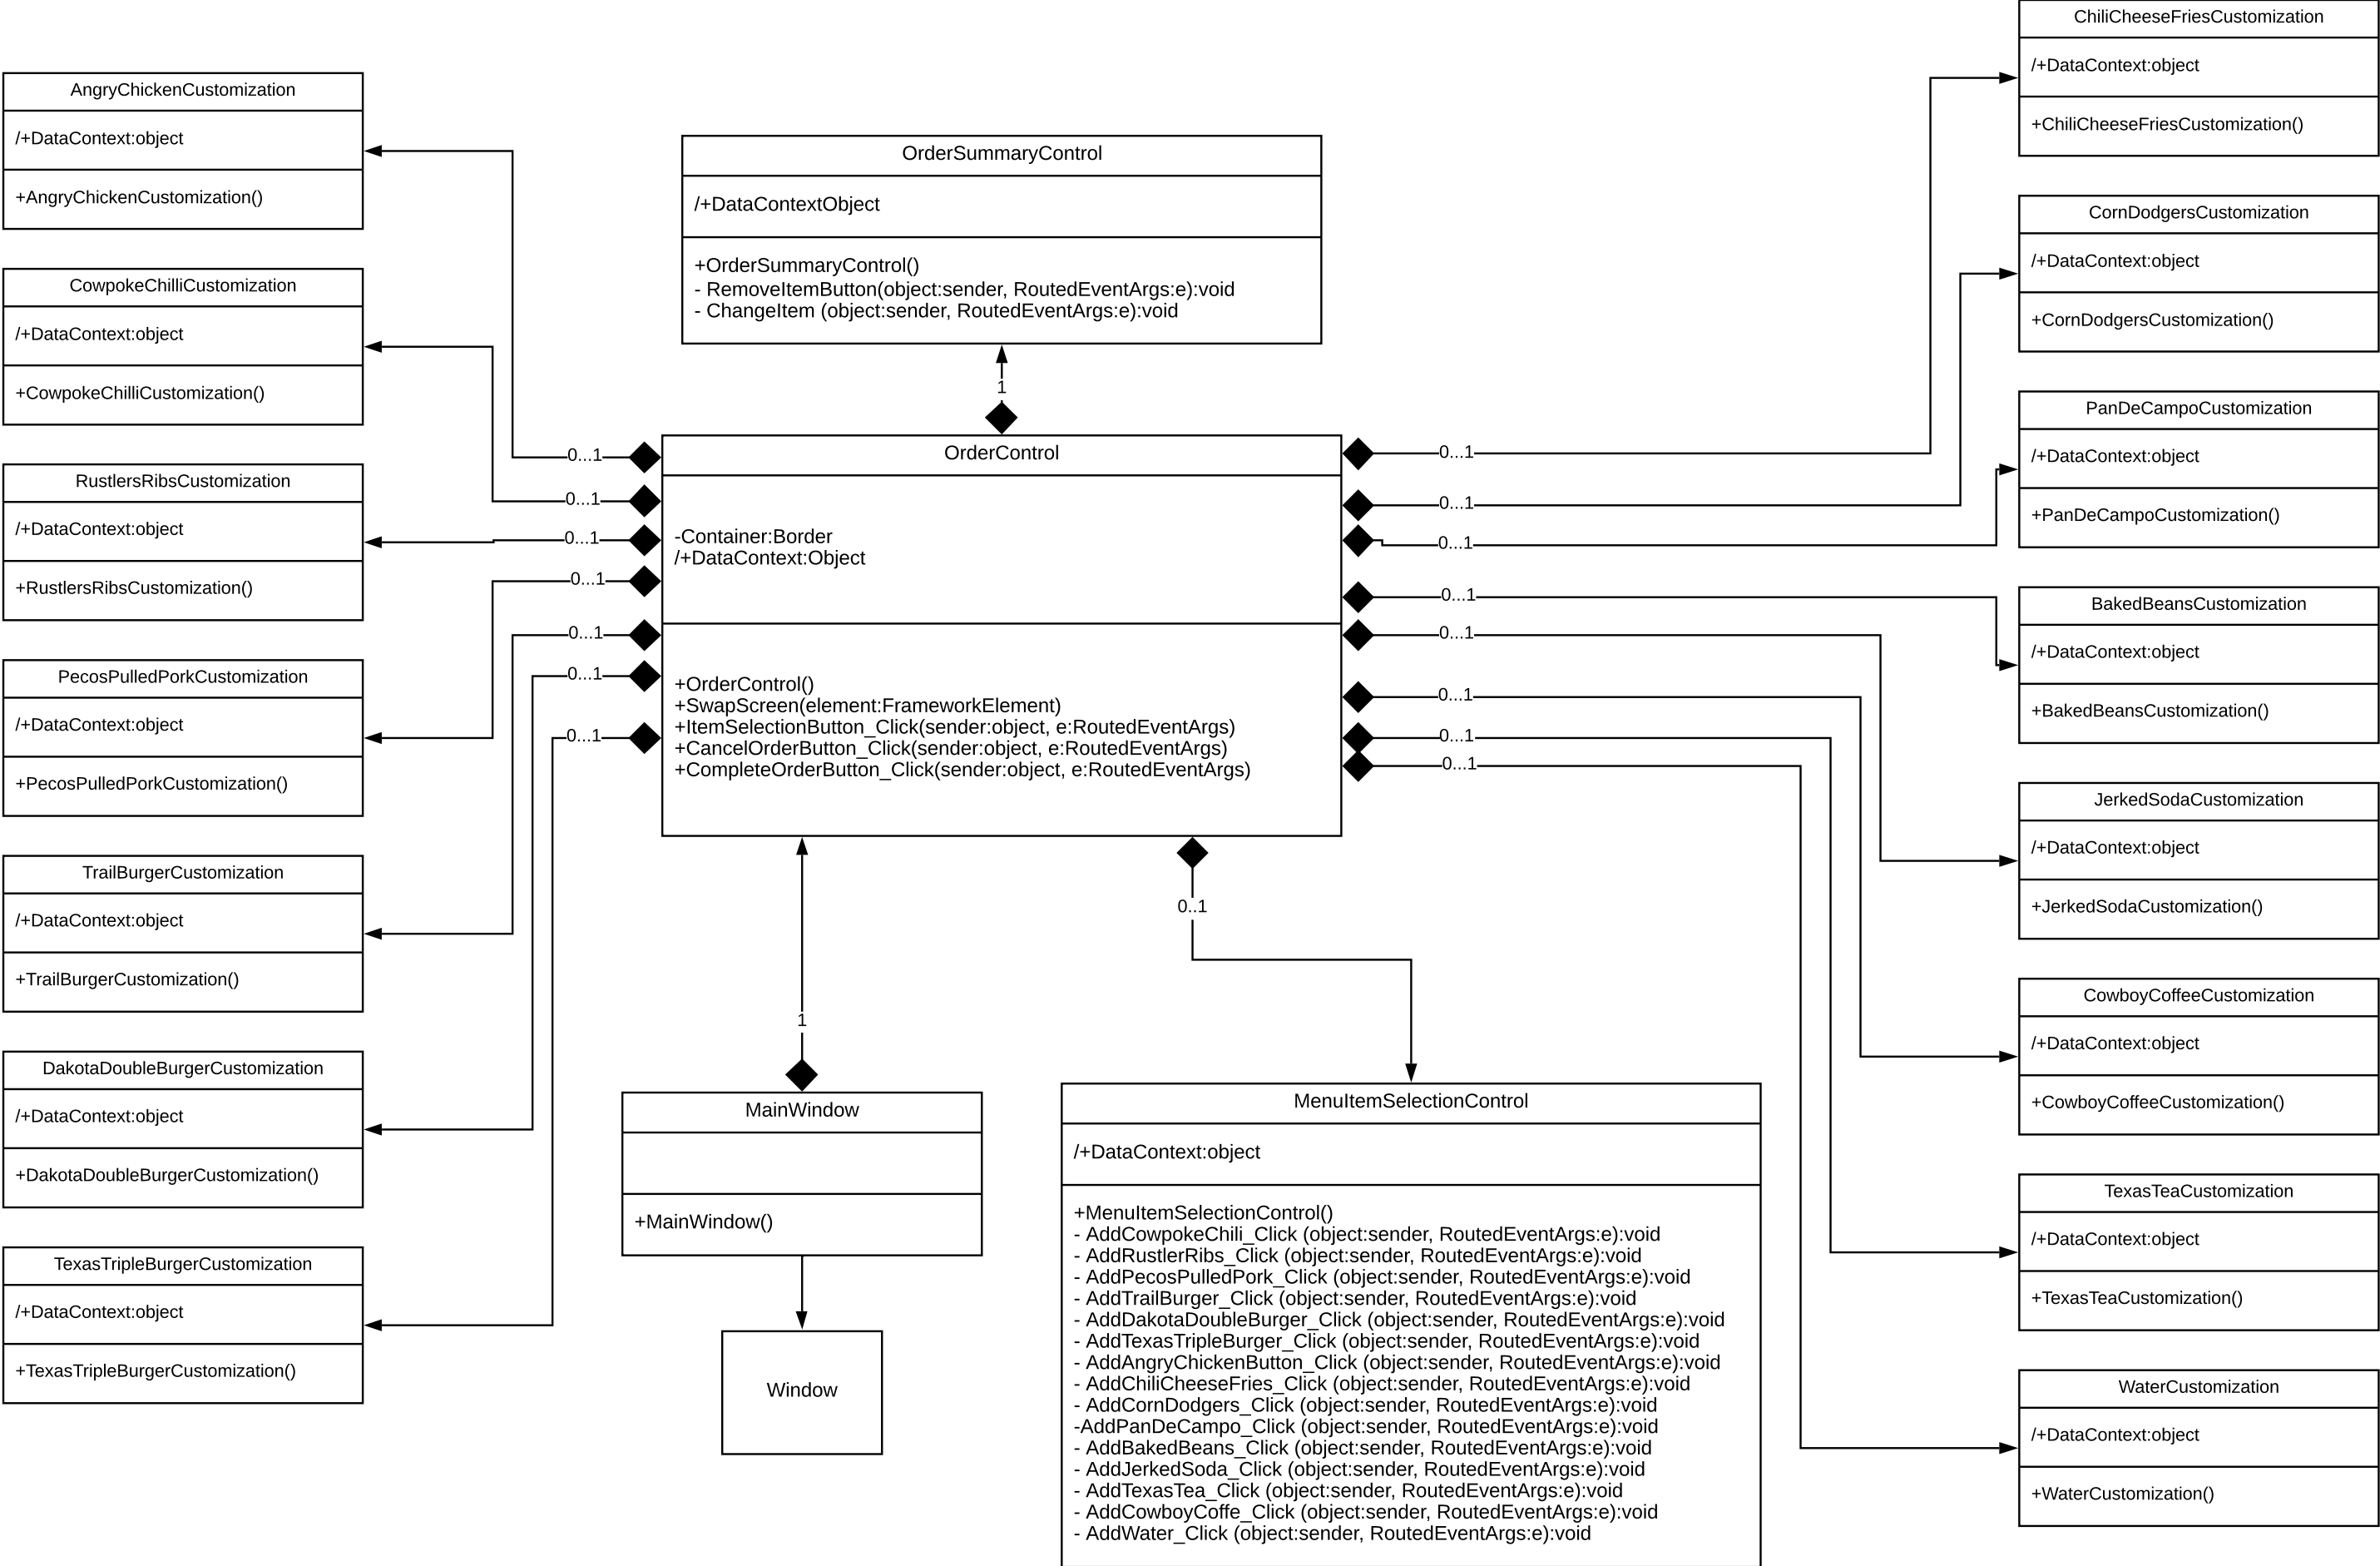 AngryChickenCustomization
/+DataContext:object
+AngryChickenCustomization()
CowpokeChilliCustomization
/+DataContext:object
+CowpokeChilliCustomization()
RustlersRibsCustomization
/+DataContext:object
+RustlersRibsCustomization()
PecosPulledPorkCustomization
/+DataContext:object
+PecosPulledPorkCustomization()
TrailBurgerCustomization
/+DataContext:object
+TrailBurgerCustomization()
DakotaDoubleBurgerCustomization
/+DataContext:object
+DakotaDoubleBurgerCustomization()
TexasTripleBurgerCustomization
/+DataContext:object
+TexasTripleBurgerCustomization()
0...1
0...1
0...1
0...1
0...1
0...1
0...1
OrderSummaryControl
/+DataContextObject
+OrderSummaryControl()
- RemoveItemButton(object:sender, RoutedEventArgs:e):void
- ChangeItem (object:sender, RoutedEventArgs:e):void
1
OrderControl
-Container:Border
/+DataContext:Object
+OrderControl()
+SwapScreen(element:FrameworkElement)
+ItemSelectionButton_Click(sender:object, e:RoutedEventArgs)
+CancelOrderButton_Click(sender:object, e:RoutedEventArgs)
+CompleteOrderButton_Click(sender:object, e:RoutedEventArgs)
1
MainWindow
+MainWindow()
Window
0..1
MenuItemSelectionControl
/+DataContext:object
+MenuItemSelectionControl()
- AddCowpokeChili_Click (object:sender, RoutedEventArgs:e):void
- AddRustlerRibs_Click (object:sender, RoutedEventArgs:e):void
- AddPecosPulledPork_Click (object:sender, RoutedEventArgs:e):void
- AddTrailBurger_Click (object:sender, RoutedEventArgs:e):void
- AddDakotaDoubleBurger_Click (object:sender, RoutedEventArgs:e):void
- AddTexasTripleBurger_Click (object:sender, RoutedEventArgs:e):void
- AddAngryChickenButton_Click (object:sender, RoutedEventArgs:e):void
- AddChiliCheeseFries_Click (object:sender, RoutedEventArgs:e):void
- AddCornDodgers_Click (object:sender, RoutedEventArgs:e):void
-AddPanDeCampo_Click (object:sender, RoutedEventArgs:e):void
- AddBakedBeans_Click (object:sender, RoutedEventArgs:e):void
- AddJerkedSoda_Click (object:sender, RoutedEventArgs:e):void
- AddTexasTea_Click (object:sender, RoutedEventArgs:e):void
- AddCowboyCoffe_Click (object:sender, RoutedEventArgs:e):void
- AddWater_Click (object:sender, RoutedEventArgs:e):void
0...1
0...1
0...1
0...1
0...1
0...1
0...1
0...1
ChiliCheeseFriesCustomization
/+DataContext:object
+ChiliCheeseFriesCustomization()
CornDodgersCustomization
/+DataContext:object
+CornDodgersCustomization()
PanDeCampoCustomization
/+DataContext:object
+PanDeCampoCustomization()
BakedBeansCustomization
/+DataContext:object
+BakedBeansCustomization()
JerkedSodaCustomization
/+DataContext:object
+JerkedSodaCustomization()
CowboyCoffeeCustomization
/+DataContext:object
+CowboyCoffeeCustomization()
TexasTeaCustomization
/+DataContext:object
+TexasTeaCustomization()
WaterCustomization
/+DataContext:object
+WaterCustomization()